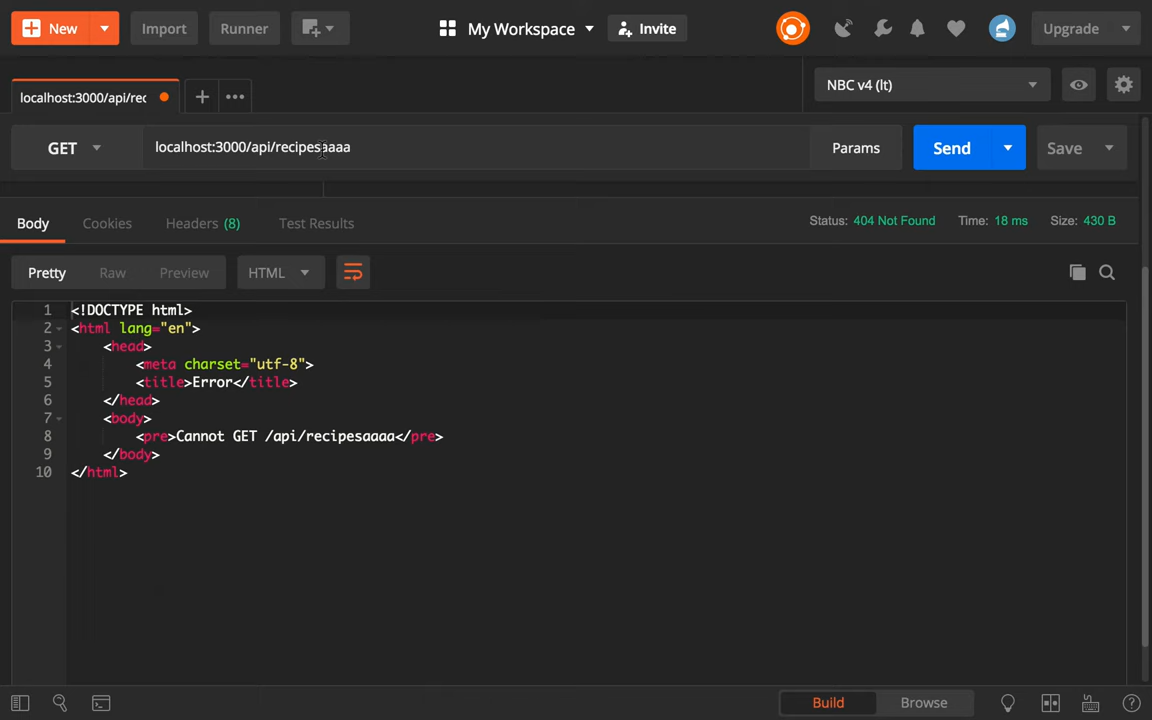 New Import Runner My Workspace Invite Upgrade
localhost:3000/api/rec NBC v4 (lt)
GET localhost:3000/api/recipesaaaa Params Send Save
Body Cookies Headers (8) Test Results Status: 404 Not Found Time: 18 ms Size: 430 B
Pretty Raw Preview HTML
1 <!DOCTYPE html>
2 <html lang="en">
3 <head>
4 <meta charset="utf-8">
5 <title>Error</title>
6 </head>
7 <body>
8 <pre>Cannot GET /api/recipesaaaa</pre>
9 </body>
10 </html>
Build Browse